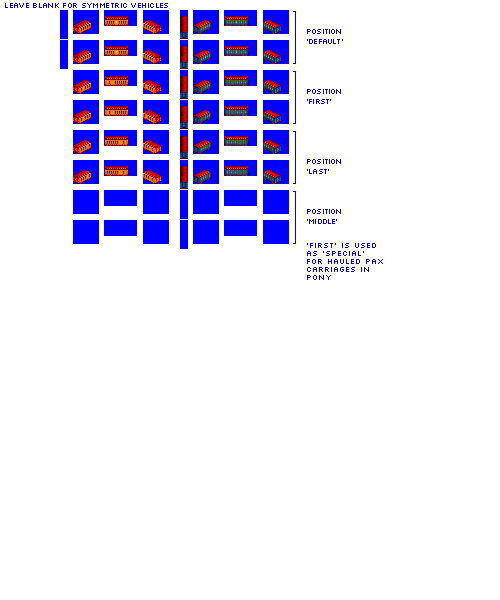 LEAVE BLANK FOR SYMMETRIC VEHICLES
POSITION
'DEFAULT'
POSITION
'FIRST'
POSITION
'LAST'
POSITION
'MIDDLE'
'FIRST' IS USED
AS 'SPECIAL'
FOR HAULED PAX
CARRIAGES IN
PONY